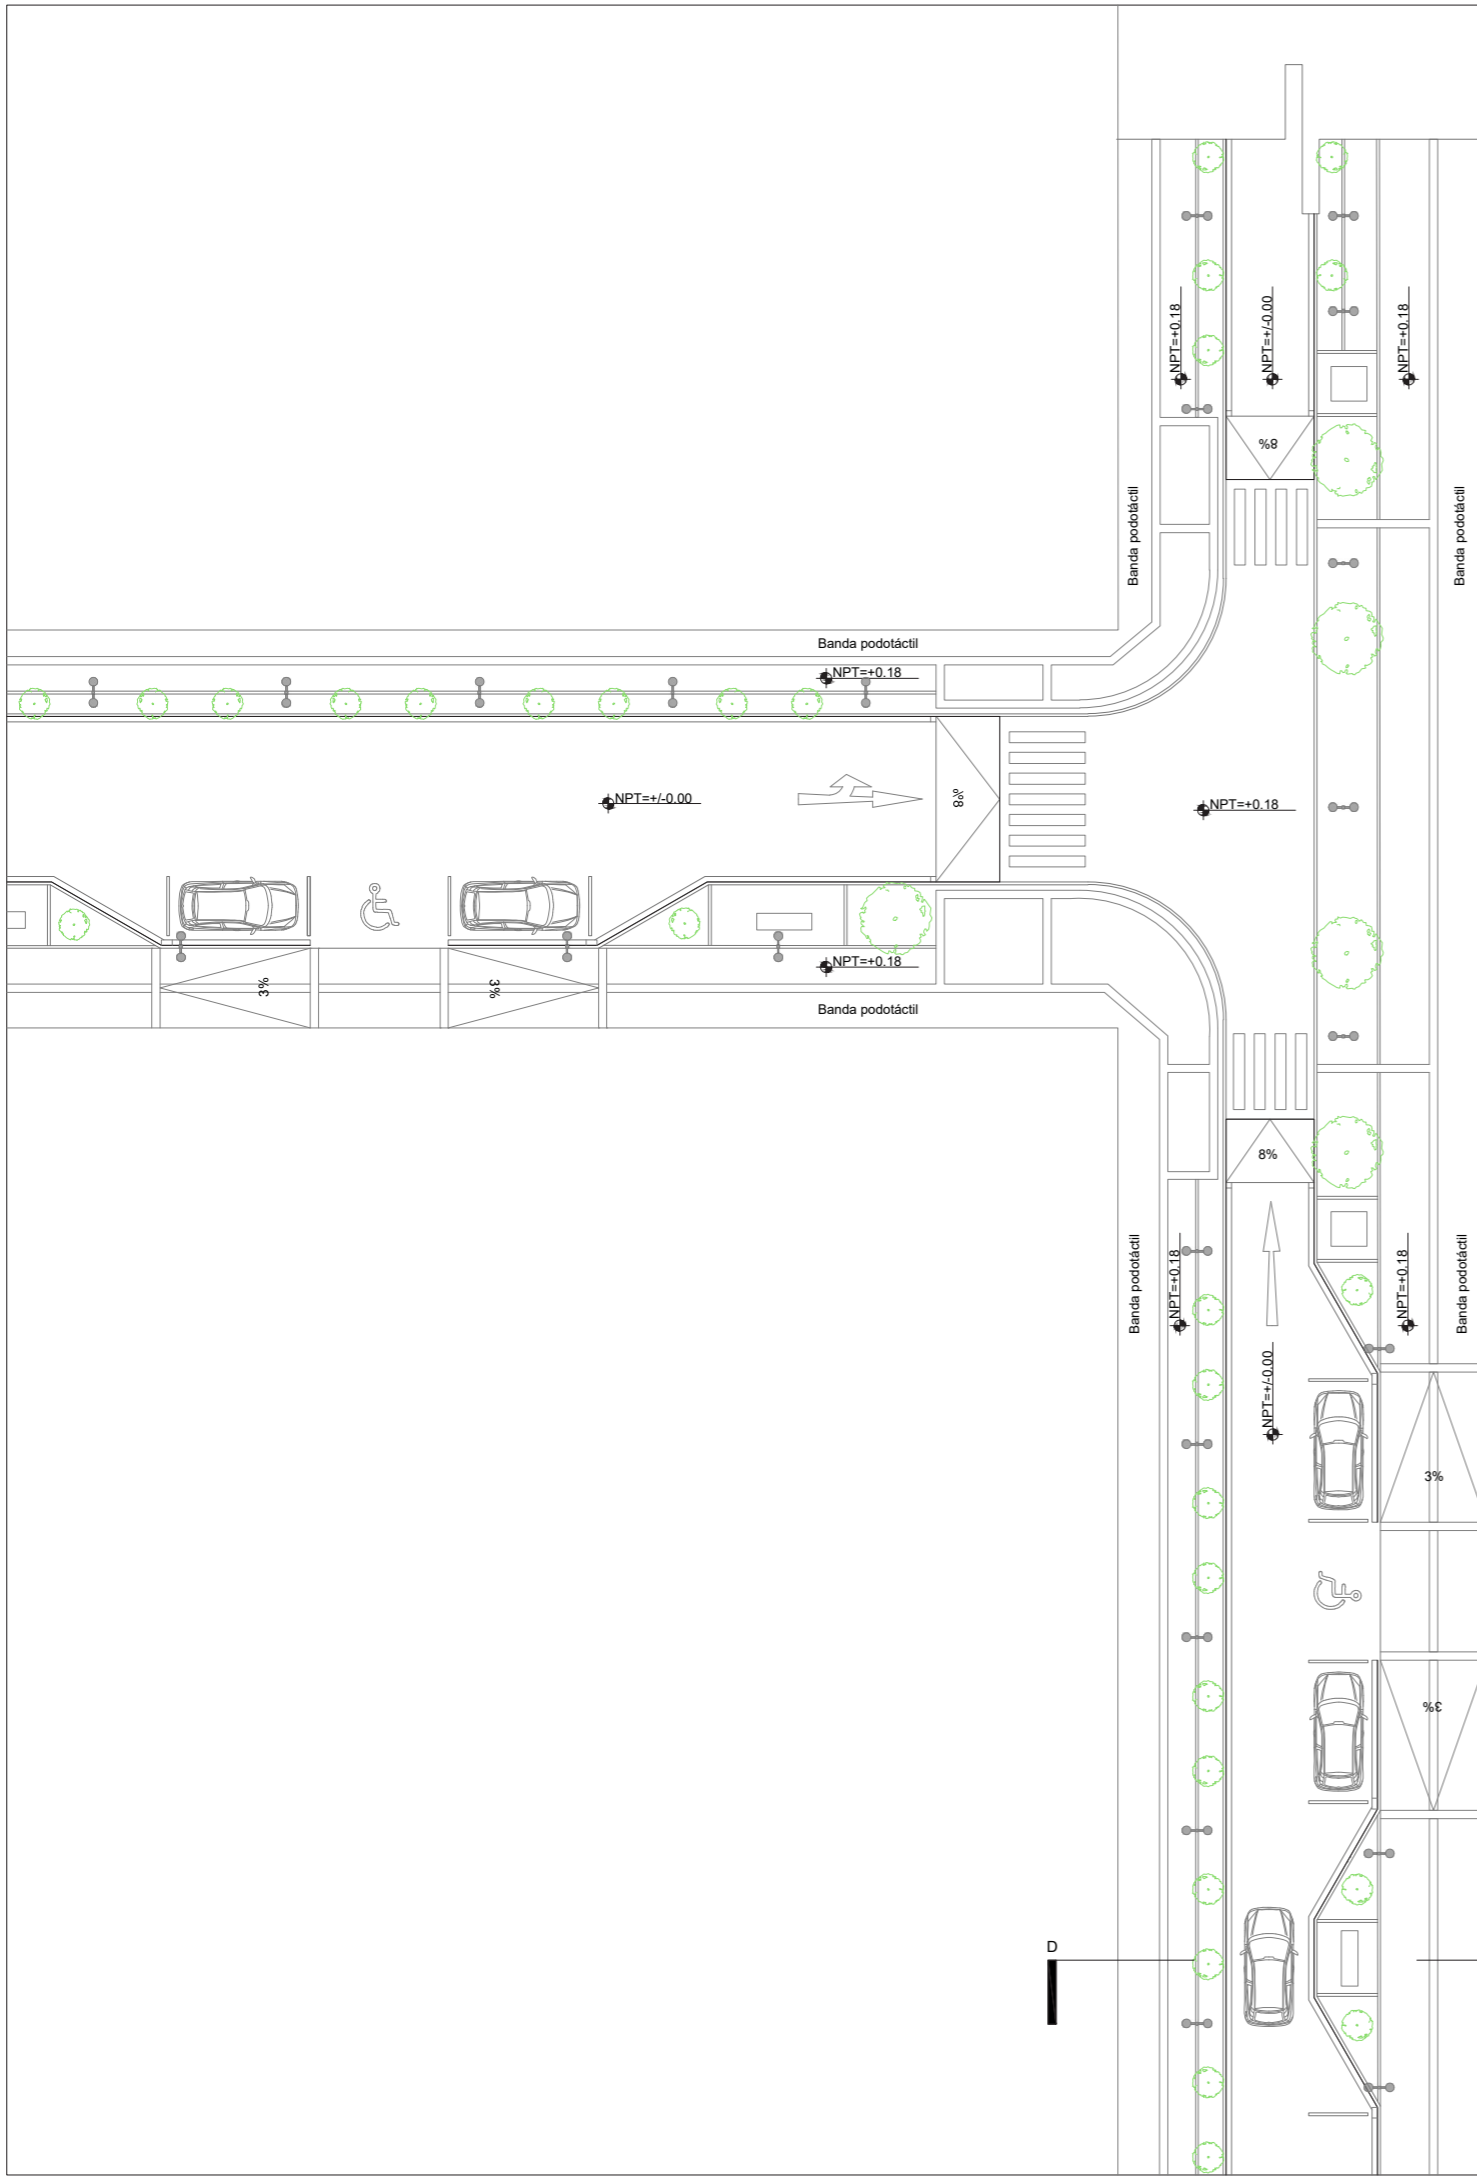 NPT=+0.18
NPT=+/-0.00
NPT=+0.18
8%
Banda podotáctil
Banda podotáctil
Banda podotáctil
NPT=+0.18
NPT=+/-0.00
8%
NPT=+0.18
NPT=+0.18
3%
3%
Banda podotáctil
8%
Banda podotáctil
NPT=+0.18
NPT=+0.18
Banda podotáctil
NPT=+/-0.00
3%
3%
D